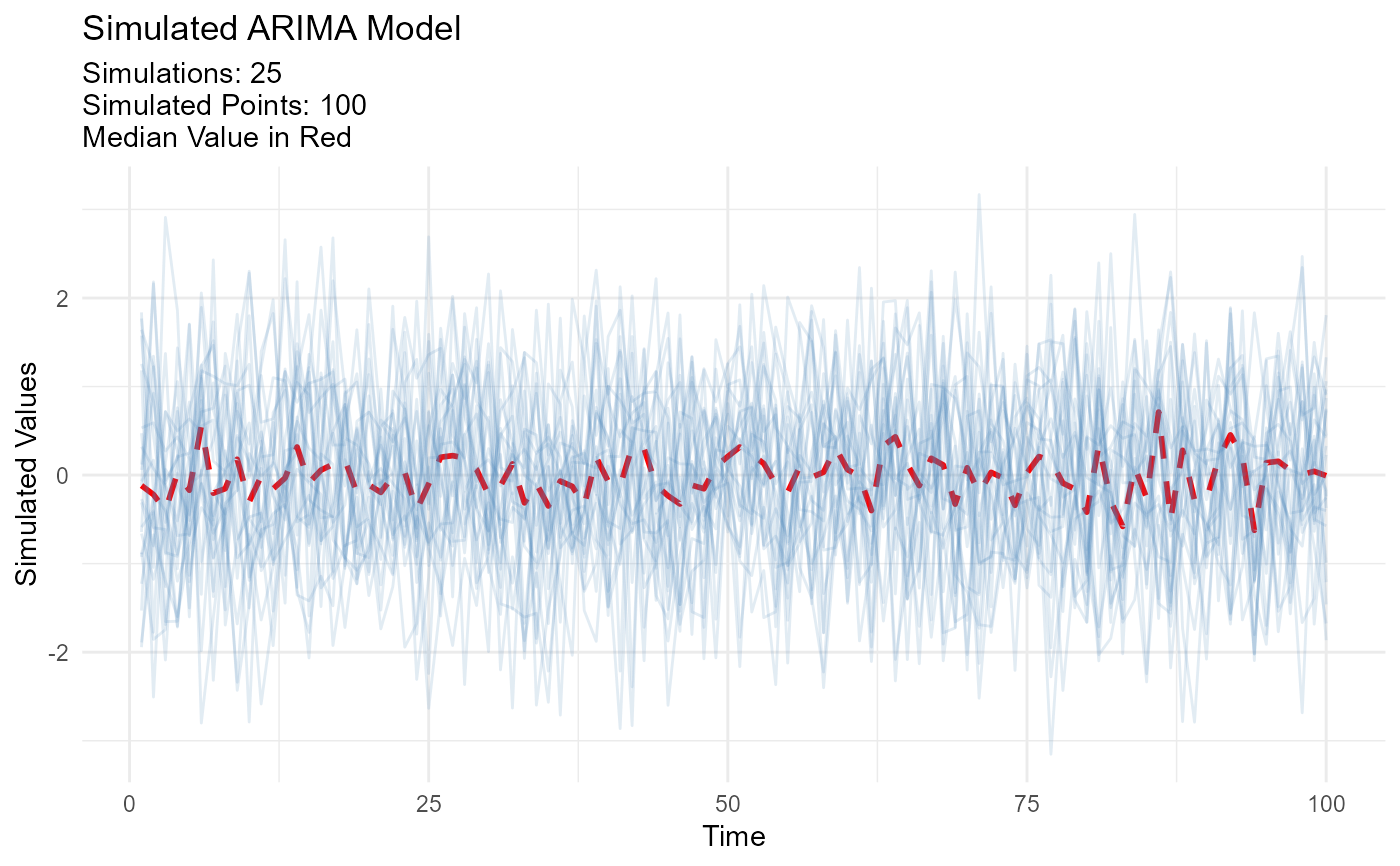 Simulated ARIMA Model
Simulations: 25
Simulated Points: 100
Median Value in Red
Simulated Values
2
0
-2
0
25
50
75
100
Time